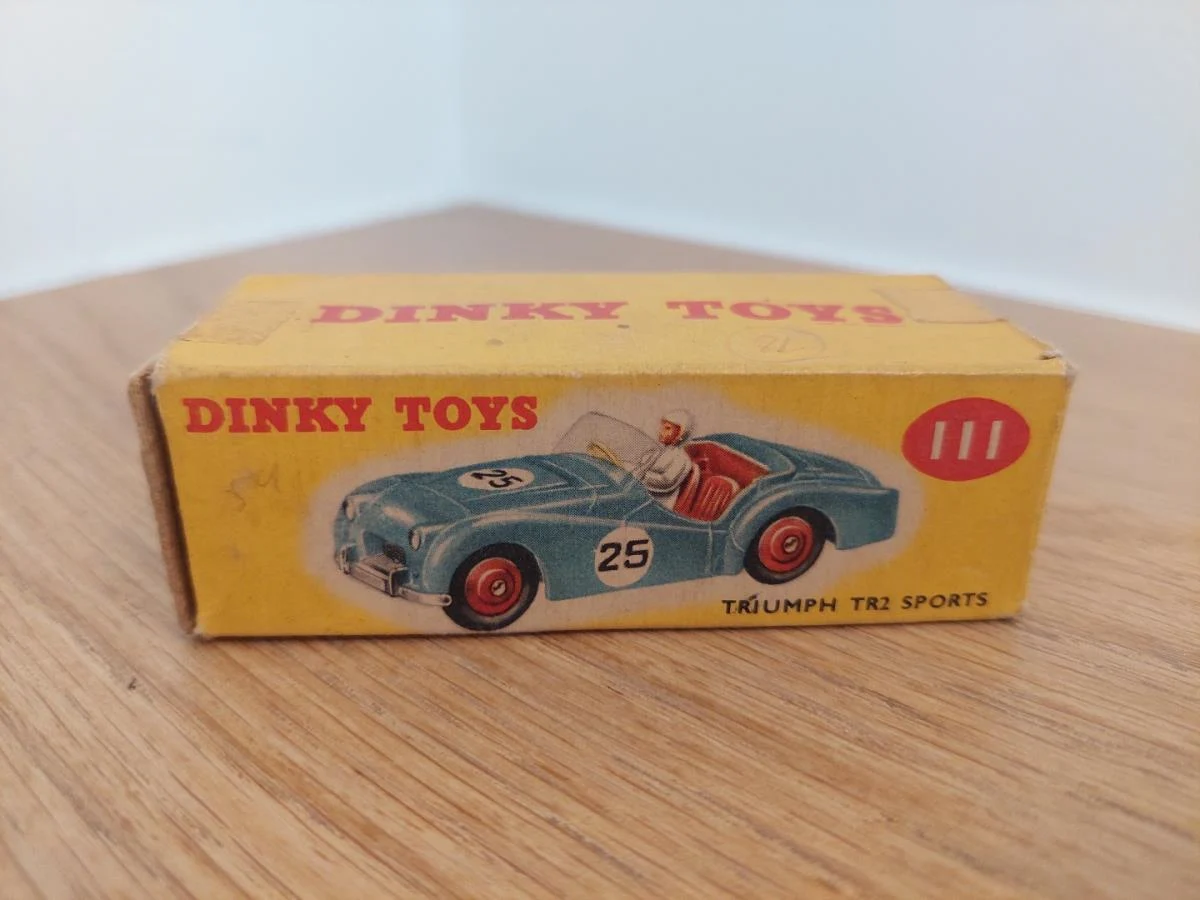 DINKY TOYS
DINKY TOYS
111
25
25
TRIUMPH TR2 SPORTS